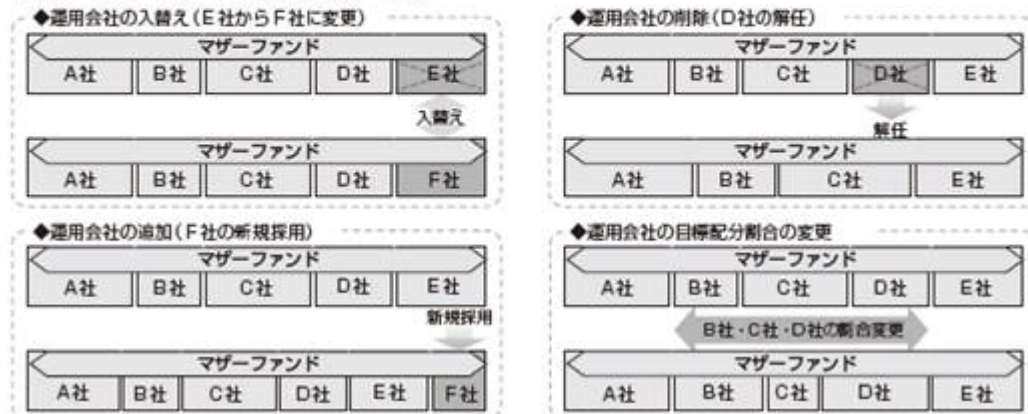 ◆運用会社の入替え(E社からF社に変更)
マザーファンド
A社 B社 C社 D社 E社
入替え
マザーファンド
A社 B社 C社 D社 F社
◆運用会社の削除(D社の解任)
マザーファンド
A社 B社 C社 D社 E社
解任
マザーファンド
A社 B社 C社 E社
◆運用会社の追加(F社の新規採用)
マザーファンド
A社 B社 C社 D社 E社
新規採用
マザーファンド
A社 B社 C社 D社 E社 F社
◆運用会社の目標配分割合の変更
マザーファンド
A社 B社 C社 D社 E社
B社・C社・D社の割合変更
マザーファンド
A社 B社 C社 D社 E社